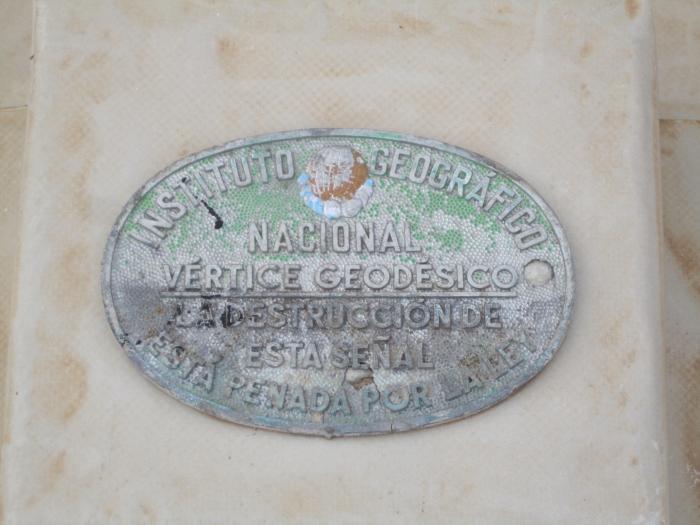 INSTITUTO GEOGRÁFICO
NACIONAL
VÉRTICE GEODÉSICO
LA DESTRUCCIÓN DE
ESTA SEÑAL
ESTÁ PENADA POR LA LEY